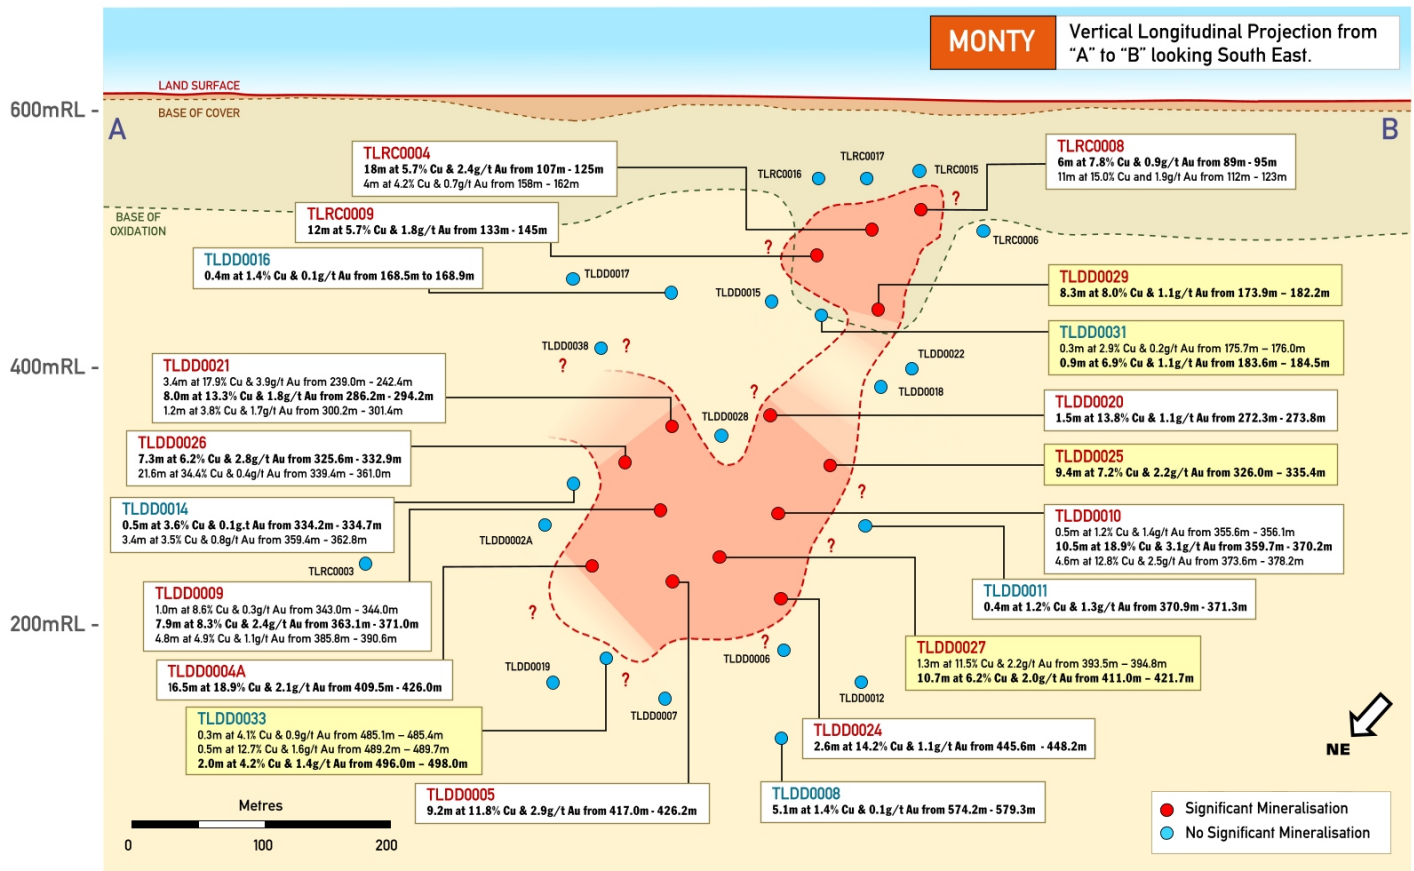 MONTY
Vertical Longitudinal Projection from
“A” to “B” looking South East.
LAND SURFACE
600mRL -
BASE OF COVER
A
B
TLRC0004
18m at 5.7% Cu & 2.4g/t Au from 107m - 125m
4m at 4.2% Cu & 0.7g/t Au from 158m - 162m
TLRC0016
TLRC0017
TLRC0015
TLRC0008
6m at 7.8% Cu & 0.9g/t Au from 89m - 95m
11m at 15.0% Cu and 1.9g/t Au from 112m - 123m
?
BASE OF
OXIDATION
TLRC0009
12m at 5.7% Cu & 1.8g/t Au from 133m - 145m
?
TLRC0006
TLDD0016
0.4m at 1.4% Cu & 0.1g/t Au from 168.5m to 168.9m
TLDD0017
TLDD0015
TLDD0029
8.3m at 8.0% Cu & 1.1g/t Au from 173.9m – 182.2m
TLDD0031
0.3m at 2.9% Cu & 0.2g/t Au from 175.7m – 176.0m
0.9m at 6.9% Cu & 1.1g/t Au from 183.6m – 184.5m
TLDD0038
?
?
TLDD0022
TLDD0018
400mRL -
TLDD0021
3.4m at 17.9% Cu & 3.9g/t Au from 239.0m - 242.4m
8.0m at 13.3% Cu & 1.8g/t Au from 286.2m - 294.2m
1.2m at 3.8% Cu & 1.7g/t Au from 300.2m - 301.4m
?
TLDD0028
TLDD0020
1.5m at 13.8% Cu & 1.1g/t Au from 272.3m - 273.8m
TLDD0026
7.3m at 6.2% Cu & 2.8g/t Au from 325.6m - 332.9m
21.6m at 34.4% Cu & 0.4g/t Au from 339.4m – 361.0m
TLDD0025
9.4m at 7.2% Cu & 2.2g/t Au from 326.0m – 335.4m
?
TLDD0014
0.5m at 3.6% Cu & 0.1g.t Au from 334.2m - 334.7m
3.4m at 3.5% Cu & 0.8g/t Au from 359.4m – 362.8m
TLDD0002A
TLDD0010
0.5m at 1.2% Cu & 1.4g/t Au from 355.6m – 356.1m
10.5m at 18.9% Cu & 3.1g/t Au from 359.7m - 370.2m
4.6m at 12.8% Cu & 2.5g/t Au from 373.6m – 378.2m
?
TLRC0003
TLDD0011
0.4m at 1.2% Cu & 1.3g/t Au from 370.9m - 371.3m
TLDD0009
1.0m at 8.6% Cu & 0.3g/t Au from 343.0m – 344.0m
7.9m at 8.3% Cu & 2.4g/t Au from 363.1m - 371.0m
4.8m at 4.9% Cu & 1.1g/t Au from 385.8m – 390.6m
200mRL -
?
?
TLDD0006
TLDD0027
1.3m at 11.5% Cu & 2.2g/t Au from 393.5m – 394.8m
10.7m at 6.2% Cu & 2.0g/t Au from 411.0m – 421.7m
TLDD0004A
16.5m at 18.9% Cu & 2.1g/t Au from 409.5m - 426.0m
TLDD0019
?
TLDD0007
TLDD0012
TLDD0033
0.3m at 4.1% Cu & 0.9g/t Au from 485.1m – 485.4m
0.5m at 12.7% Cu & 1.6g/t Au from 489.2m – 489.7m
2.0m at 4.2% Cu & 1.4g/t Au from 496.0m – 498.0m
TLDD0024
2.6m at 14.2% Cu & 1.1g/t Au from 445.6m - 448.2m
NE
TLDD0005
9.2m at 11.8% Cu & 2.9g/t Au from 417.0m - 426.2m
TLDD0008
5.1m at 1.4% Cu & 0.1g/t Au from 574.2m - 579.3m
Metres
0 100 200
Significant Mineralisation
No Significant Mineralisation